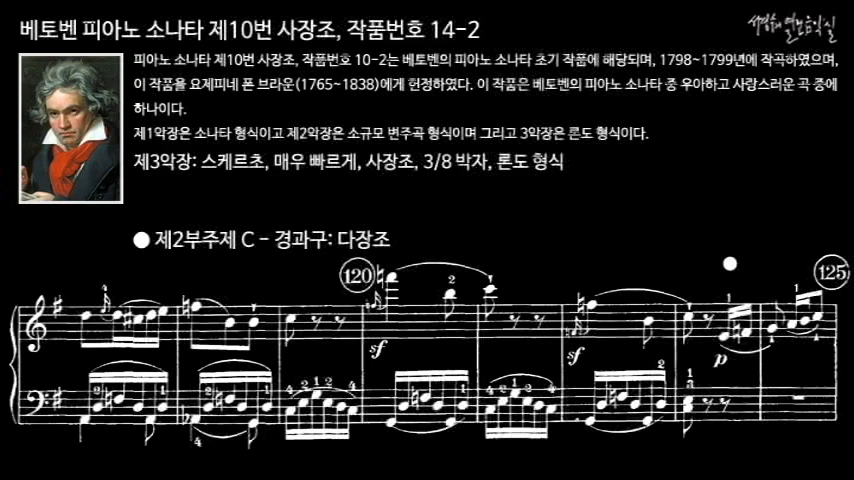 베토벤 피아노 소나타 제10번 사장조, 작품번호 14-2
서경수의 열린음악실
피아노 소나타 제10번 사장조, 작품번호 10-2는 베토벤의 피아노 소나타 초기 작품에 해당되며, 1798~1799년에 작곡하였으며,
이 작품을 요제피네 폰 브라운(1765~1838)에게 헌정하였다. 이 작품은 베토벤의 피아노 소나타 중 우아하고 사랑스러운 곡 중에
하나이다.
제1악장은 소나타 형식이고 제2악장은 소규모 변주곡 형식이며 그리고 3악장은 론도 형식이다.
제3악장: 스케르초, 매우 빠르게, 사장조, 3/8 박자, 론도 형식
● 제2부주제 C - 경과구: 다장조
120
125
sf
sf
p